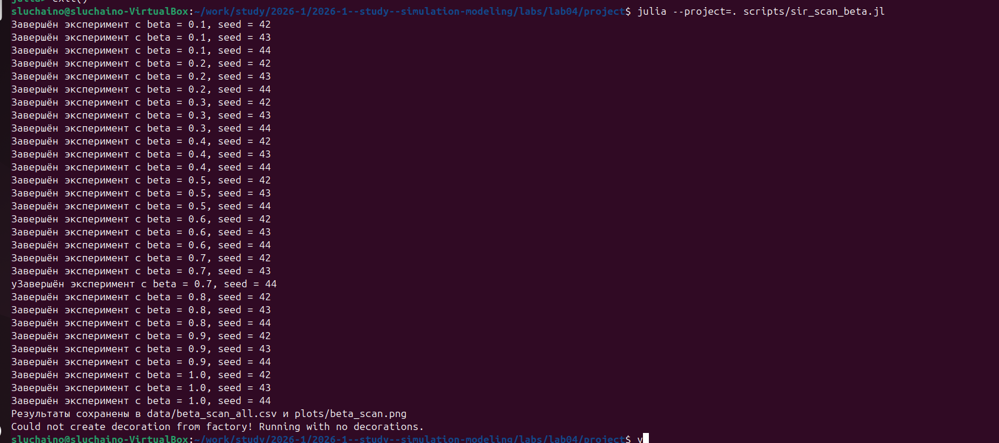 julia> exit()
sluchaino@sluchaino-VirtualBox:~/work/study/2026-1/2026-1--study--simulation-modeling/labs/lab04/project$ julia --project=. scripts/sir_scan_beta.jl
Завершён эксперимент с beta = 0.1, seed = 42
Завершён эксперимент с beta = 0.1, seed = 43
Завершён эксперимент с beta = 0.1, seed = 44
Завершён эксперимент с beta = 0.2, seed = 42
Завершён эксперимент с beta = 0.2, seed = 43
Завершён эксперимент с beta = 0.2, seed = 44
Завершён эксперимент с beta = 0.3, seed = 42
Завершён эксперимент с beta = 0.3, seed = 43
Завершён эксперимент с beta = 0.3, seed = 44
Завершён эксперимент с beta = 0.4, seed = 42
Завершён эксперимент с beta = 0.4, seed = 43
Завершён эксперимент с beta = 0.4, seed = 44
Завершён эксперимент с beta = 0.5, seed = 42
Завершён эксперимент с beta = 0.5, seed = 43
Завершён эксперимент с beta = 0.5, seed = 44
Завершён эксперимент с beta = 0.6, seed = 42
Завершён эксперимент с beta = 0.6, seed = 43
Завершён эксперимент с beta = 0.6, seed = 44
Завершён эксперимент с beta = 0.7, seed = 42
Завершён эксперимент с beta = 0.7, seed = 43
уЗавершён эксперимент с beta = 0.7, seed = 44
Завершён эксперимент с beta = 0.8, seed = 42
Завершён эксперимент с beta = 0.8, seed = 43
Завершён эксперимент с beta = 0.8, seed = 44
Завершён эксперимент с beta = 0.9, seed = 42
Завершён эксперимент с beta = 0.9, seed = 43
Завершён эксперимент с beta = 0.9, seed = 44
Завершён эксперимент с beta = 1.0, seed = 42
Завершён эксперимент с beta = 1.0, seed = 43
Завершён эксперимент с beta = 1.0, seed = 44
Результаты сохранены в data/beta_scan_all.csv и plots/beta_scan.png
Could not create decoration from factory! Running with no decorations.
sluchaino@sluchaino-VirtualBox:~/work/study/2026-1/2026-1--study--simulation-modeling/labs/lab04/project$ у